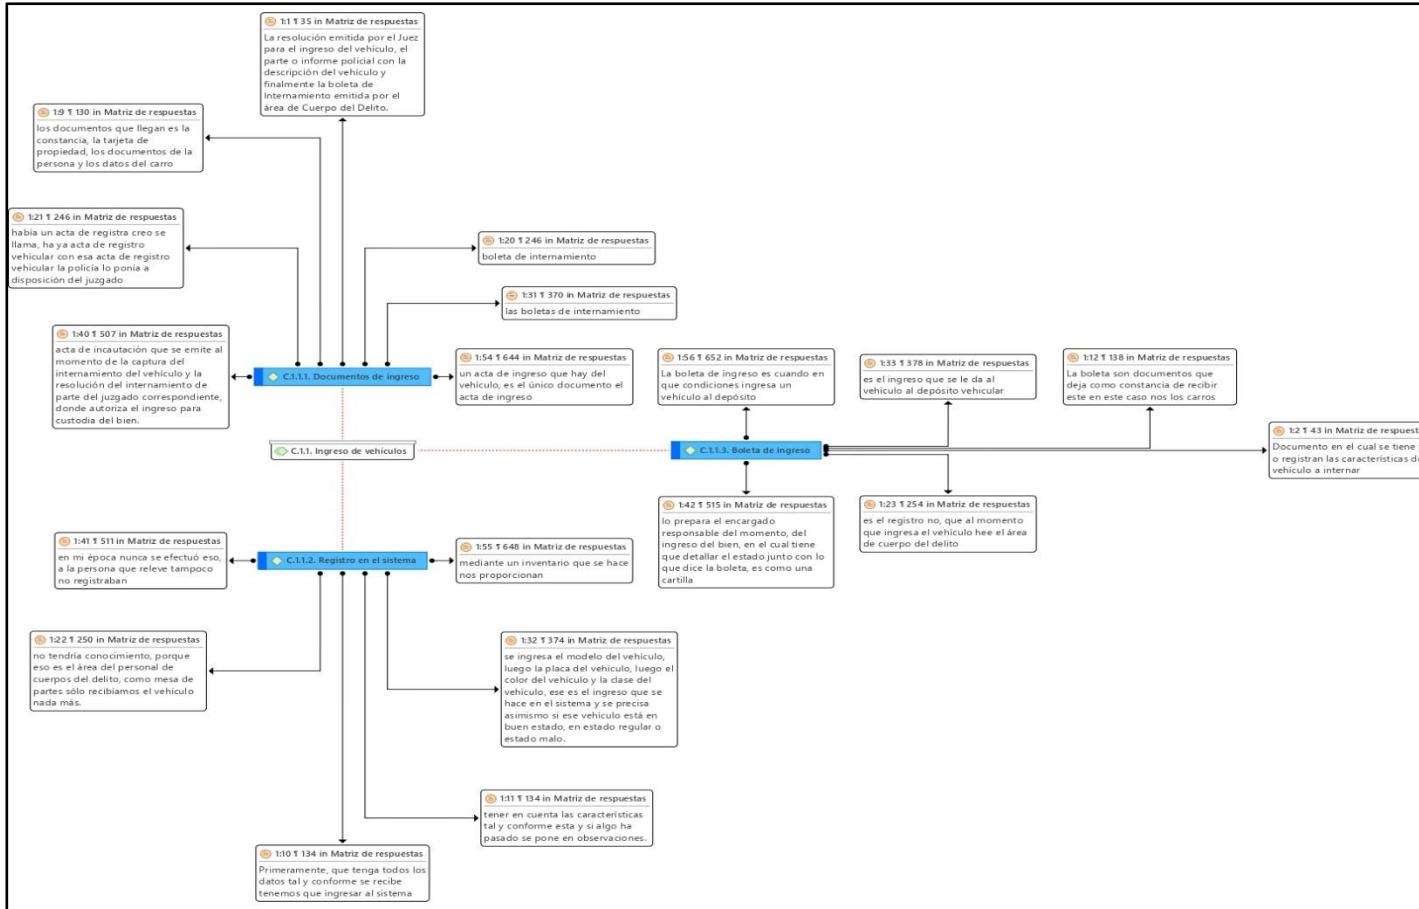 1:1 ¶ 35 in Matriz de respuestas
La resolución emitida por el Juez
para el ingreso del vehículo, el
parte o informe policial con la
descripción del vehículo y
finalmente la boleta de
Internamiento emitida por el
área de Cuerpo del Delito.
1:9 ¶ 130 in Matriz de respuestas
los documentos que llegan es la
constancia, la tarjeta de
propiedad, los documentos de la
persona y los datos del carro
1:21 ¶ 246 in Matriz de respuestas
había un acta de registra creo se
llama, ha ya acta de registro
vehicular con esa acta de registro
vehicular la policía lo ponía a
disposición del juzgado
1:20 ¶ 246 in Matriz de respuestas
boleta de internamiento
1:31 ¶ 370 in Matriz de respuestas
las boletas de internamiento
1:40 ¶ 507 in Matriz de respuestas
acta de incautación que se emite al
momento de la captura del
internamiento del vehículo y la
resolución del internamiento de
parte del juzgado correspondiente,
donde autoriza el ingreso para
custodia del bien.
C.1.1.1. Documentos de ingreso
1:54 ¶ 644 in Matriz de respuestas
un acta de ingreso que hay del
vehículo, es el único documento el
acta de ingreso
1:56 ¶ 652 in Matriz de respuestas
La boleta de ingreso es cuando en
en que condiciones ingresa un
vehículo al depósito
1:33 ¶ 378 in Matriz de respuestas
es el ingreso que se le da al
vehículo al depósito vehicular
1:12 ¶ 138 in Matriz de respuestas
La boleta son documentos que
deja como constancia de recibir
este en este caso nos los carros
C.1.1. Ingreso de vehículos
C.1.1.3. Boleta de ingreso
1:2 ¶ 43 in Matriz de respuesta
Documento en el cual se tiene
o registran las características de
vehículo a internar
1:42 ¶ 515 in Matriz de respuestas
lo prepara el encargado
responsable del momento, del
ingreso del bien, en el cual tiene
que detallar el estado junto con lo
que dice la boleta, es como una
cartilla
1:23 ¶ 254 in Matriz de respuestas
es el registro no, que al momento
que ingresa el vehículo hee el área
de cuerpo del delito
1:41 ¶ 511 in Matriz de respuestas
en mi época nunca se efectuó eso,
a la persona que releve tampoco
no registraban
C.1.1.2. Registro en el sistema
1:55 ¶ 648 in Matriz de respuestas
mediante un inventario que se hace
nos proporcionan
1:22 ¶ 250 in Matriz de respuestas
no tendría conocimiento, porque
eso es el área del personal de
cuerpos del delito, como mesa de
partes sólo recibiamos el vehículo
nada más.
1:32 ¶ 374 in Matriz de respuestas
se ingresa el modelo del vehículo,
luego la placa del vehículo, luego el
color del vehículo y la clase del
vehículo, ese es el ingreso que se
hace en el sistema y se precisa
asimismo si ese vehículo está en
buen estado, en estado regular o
estado malo.
1:11 ¶ 134 in Matriz de respuestas
tener en cuenta las características
tal y conforme esta y si algo ha
pasado se pone en observaciones.
1:10 ¶ 134 in Matriz de respuestas
Primeramente, que tenga todos los
datos tal y conforme se recibe
tenemos que ingresar al sistema